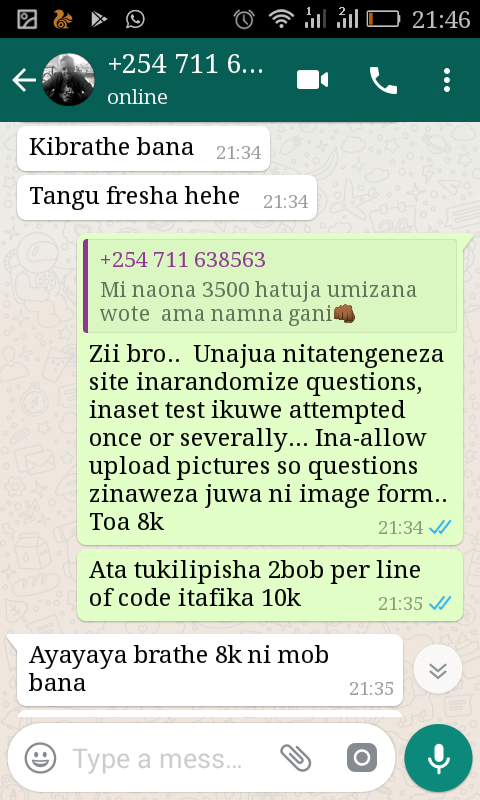 1 2 21:46
+254 711 6...
online
Kibrathe bana 21:34
Tangu fresha hehe 21:34
+254 711 638563
Mi naona 3500 hatuja umizana
wote ama namna gani👊🏾
Zii bro.. Unajua nitatengeneza
site inarandomize questions,
inaset test ikuwe attempted
once or severally... Ina-allow
upload pictures so questions
zinaweza juwa ni image form..
Toa 8k 21:34
Ata tukilipisha 2bob per line
of code itafika 10k 21:35
Ayayaya brathe 8k ni mob
bana 21:35
Type a mess...